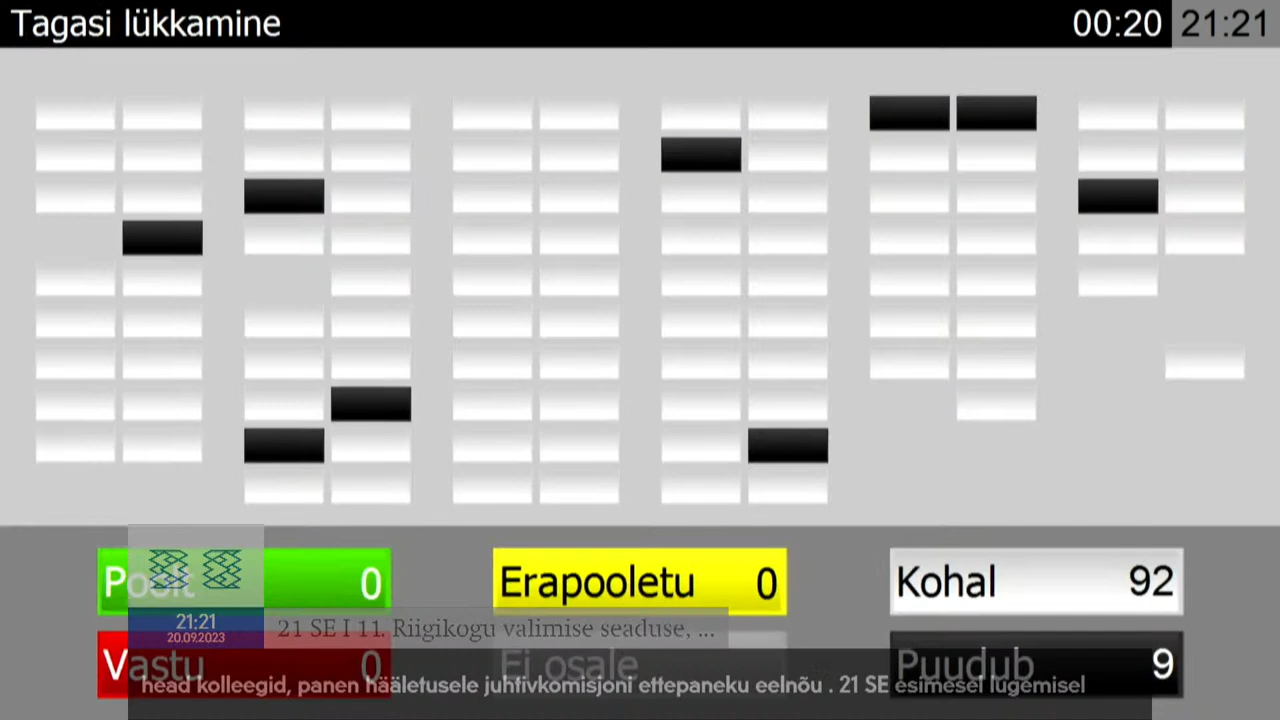 Tagasi lükkamine 00:20 21:21
Poolt 0 Erapooletu 0 Kohal 92
21:21
20.09.2023
21 SE I 11. Riigikogu valimise seaduse, ...
Vastu 0 Ei osale Puudub 9
head kolleegid, panen hääletusele juhtivkomisjoni ettepaneku eelnõu . 21 SE esimesel lugemisel